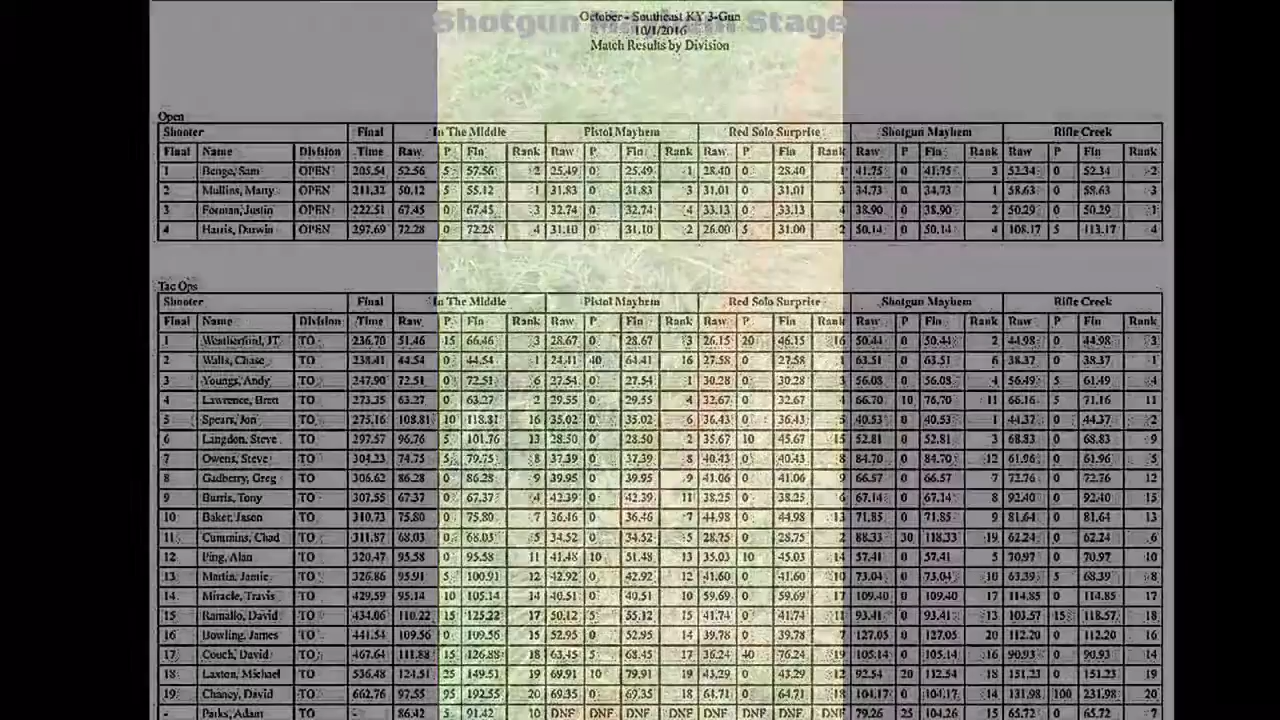 Shotgun Mayhem Stage
October - Southeast KY 3-Gun
10/1/2016
Match Results by Division
Open
Shooter Final In The Middle Pistol Mayhem Red Solo Surprise Shotgun Mayhem Rifle Creek
Final Name Division Time Raw P Fin Rank Raw P Fin Rank Raw P Fin Rank Raw P Fin Rank Raw P Fin Rank
1 Benge, Sam OPEN 205.54 52.56 5 57.56 2 25.49 0 25.49 1 28.40 0 28.40 1 41.75 0 41.75 3 52.34 0 52.34 2
2 Mullins, Many OPEN 211.32 50.12 5 55.12 1 31.83 0 31.83 3 31.01 0 31.01 3 34.73 0 34.73 1 58.63 0 58.63 3
3 Forman, Justin OPEN 222.51 67.45 0 67.45 3 32.74 0 32.74 4 33.13 0 33.13 4 38.90 0 38.90 2 50.29 0 50.29 1
4 Harris, Darwin OPEN 297.69 72.28 0 72.28 4 31.10 0 31.10 2 26.00 5 31.00 2 50.14 0 50.14 4 108.17 5 113.17 4
Tac Ops
Shooter Final In The Middle Pistol Mayhem Red Solo Surprise Shotgun Mayhem Rifle Creek
Final Name Division Time Raw P Fin Rank Raw P Fin Rank Raw P Fin Rank Raw P Fin Rank Raw P Fin Rank
1 Weatherford, JT TO 236.70 51.46 15 66.46 3 28.67 0 28.67 3 26.15 20 46.15 16 50.44 0 50.44 2 44.98 0 44.98 3
2 Walls, Chase TO 238.41 44.54 0 44.54 1 24.41 40 64.41 16 27.58 0 27.58 1 63.51 0 63.51 6 38.37 0 38.37 1
3 Youngs, Andy TO 247.90 72.51 0 72.51 6 27.54 0 27.54 1 30.28 0 30.28 3 56.08 0 56.08 4 56.49 5 61.49 4
4 Lawrence, Bren TO 273.35 63.27 0 63.27 2 29.55 0 29.55 4 32.67 0 32.67 4 66.70 10 76.70 11 66.16 5 71.16 11
5 Spears, Jon TO 275.16 108.81 10 118.81 16 35.02 0 35.02 6 36.43 0 36.43 5 40.53 0 40.53 1 44.37 0 44.37 2
6 Langdon, Steve TO 297.57 96.76 5 101.76 13 28.50 0 28.50 2 35.67 10 45.67 15 52.81 0 52.81 3 68.83 0 68.83 9
7 Owens, Steve TO 304.23 74.75 5 79.75 8 37.39 0 37.39 8 40.43 0 40.43 8 84.70 0 84.70 12 61.96 0 61.96 5
8 Gadberry, Greg TO 306.62 86.28 0 86.28 9 39.95 0 39.95 9 41.06 0 41.06 9 66.57 0 66.57 7 72.76 0 72.76 12
9 Burris, Tony TO 307.55 67.37 0 67.37 4 42.39 0 42.39 11 38.25 0 38.25 6 67.14 0 67.14 8 92.40 0 92.40 15
10 Baker, Jason TO 310.73 75.80 0 75.80 7 36.46 0 36.46 7 44.98 0 44.98 13 71.85 0 71.85 9 81.64 0 81.64 13
11 Cummins, Chad TO 311.87 68.03 0 68.03 5 34.52 0 34.52 5 28.75 0 28.75 2 88.33 30 118.33 19 62.24 0 62.24 6
12 Ping, Alan TO 320.47 95.58 0 95.58 11 41.48 10 51.48 13 35.03 10 45.03 14 57.41 0 57.41 5 70.97 0 70.97 10
13 Martin, Jamie TO 326.86 95.91 5 100.91 12 42.92 0 42.92 12 41.60 0 41.60 10 73.04 0 73.04 10 63.39 5 68.39 8
14 Miracle, Travis TO 429.59 95.14 10 105.14 14 40.51 0 40.51 10 59.69 0 59.69 17 109.40 0 109.40 17 114.85 0 114.85 17
15 Ramallo, David TO 434.06 110.22 15 125.22 17 50.12 5 55.12 15 41.74 0 41.74 11 93.41 0 93.41 13 103.57 15 118.57 18
16 Bowling, James TO 441.54 109.56 0 109.56 15 52.95 0 52.95 14 39.78 0 39.78 7 127.05 0 127.05 20 112.20 0 112.20 16
17 Couch, David TO 467.64 111.88 15 126.88 18 63.45 5 68.45 17 36.24 40 76.24 19 105.14 0 105.14 16 90.93 0 90.93 14
18 Laxton, Michael TO 536.48 124.51 25 149.51 19 69.91 10 79.91 19 43.29 0 43.29 12 92.54 20 112.54 18 151.23 0 151.23 19
19 Chaney, David TO 662.76 97.55 95 192.55 20 69.35 0 69.35 18 64.71 0 64.71 18 104.17 0 104.17 14 131.98 100 231.98 20
- Parks, Adam TO - 86.42 5 91.42 10 DNF DNF DNF DNF DNF DNF DNF DNF 79.26 25 104.26 15 65.72 0 65.72 7